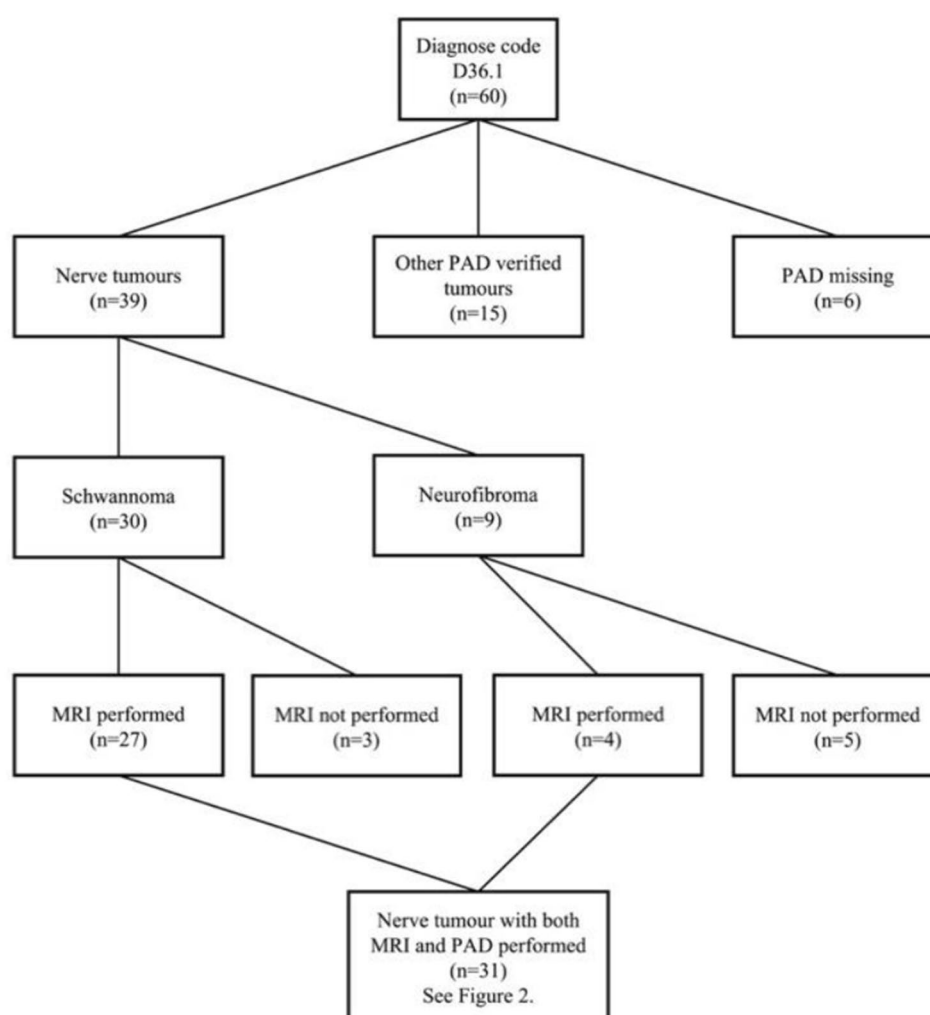 Diagnose code
D36.1
(n=60)
Nerve tumours
(n=39)
Other PAD verified
tumours
(n=15)
PAD missing
(n=6)
Schwannoma
(n=30)
Neurofibroma
(n=9)
MRI performed
(n=27)
MRI not performed
(n=3)
MRI performed
(n=4)
MRI not performed
(n=5)
Nerve tumour with both
MRI and PAD performed
(n=31)
See Figure 2.